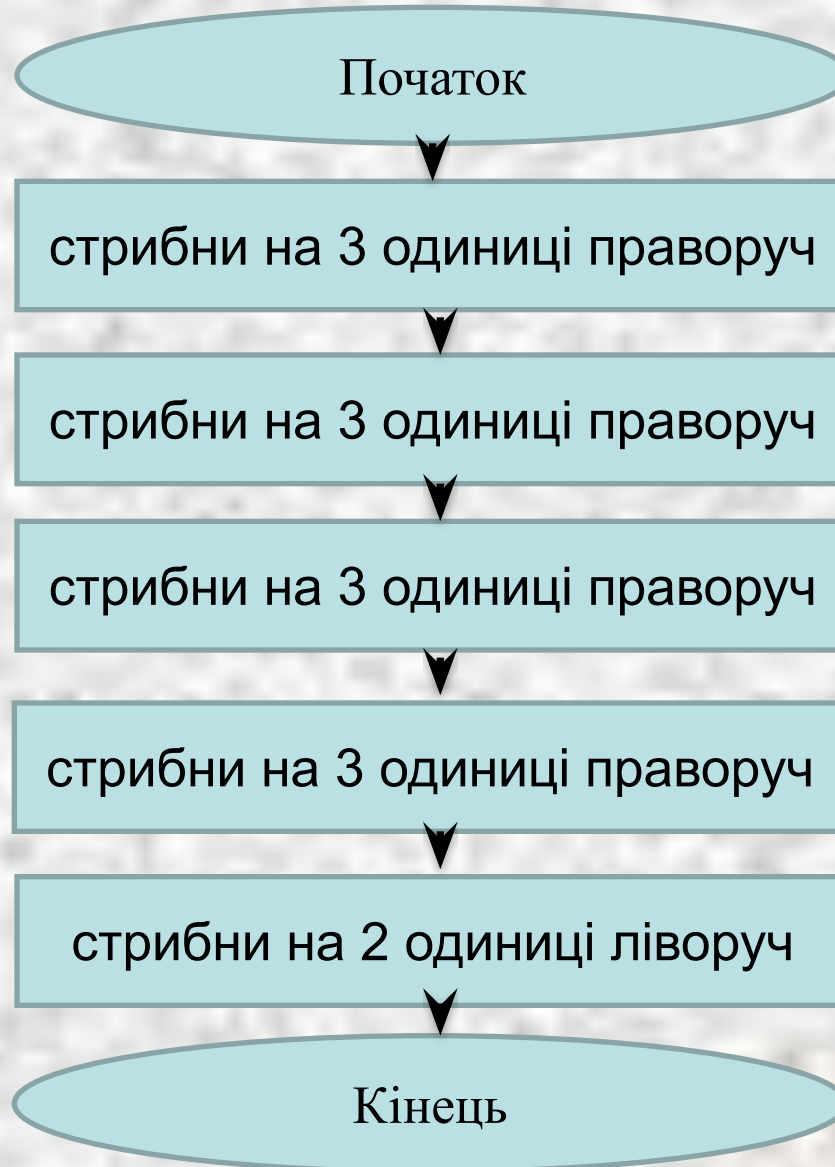 Початок
стрибни на 3 одиниці праворуч
стрибни на 3 одиниці праворуч
стрибни на 3 одиниці праворуч
стрибни на 3 одиниці праворуч
стрибни на 2 одиниці ліворуч
Кінець